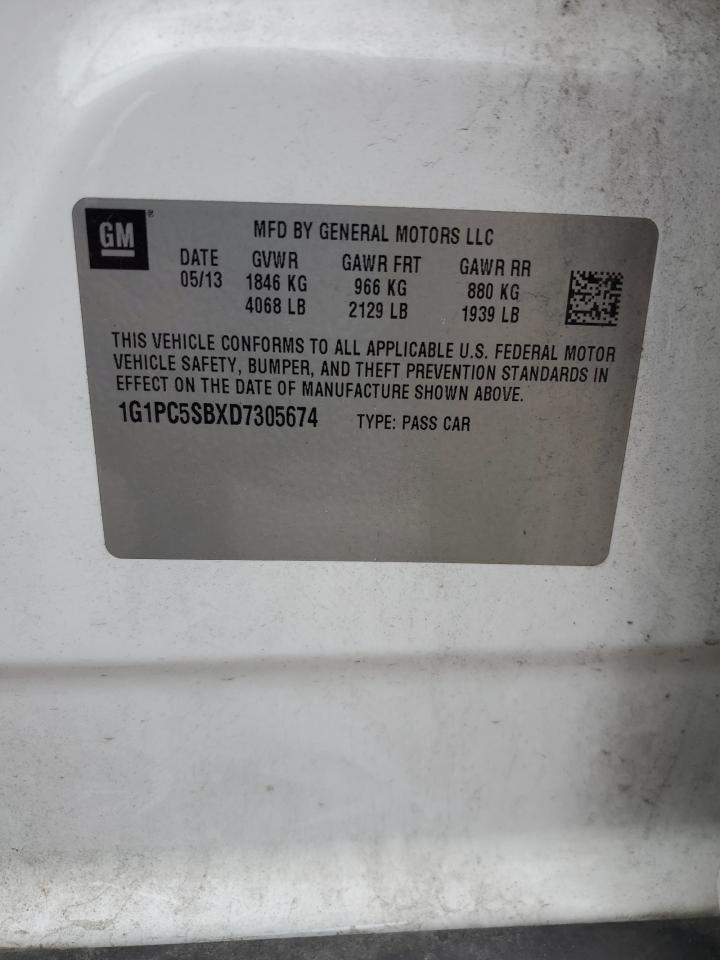 GM
MFD BY GENERAL MOTORS LLC
DATE GVWR GAWR FRT GAWR RR
05/13 1846 KG 966 KG 880 KG
4068 LB 2129 LB 1939 LB
THIS VEHICLE CONFORMS TO ALL APPLICABLE U.S. FEDERAL MOTOR
VEHICLE SAFETY, BUMPER, AND THEFT PREVENTION STANDARDS IN
EFFECT ON THE DATE OF MANUFACTURE SHOWN ABOVE.
1G1PC5SBXD7305674 TYPE: PASS CAR